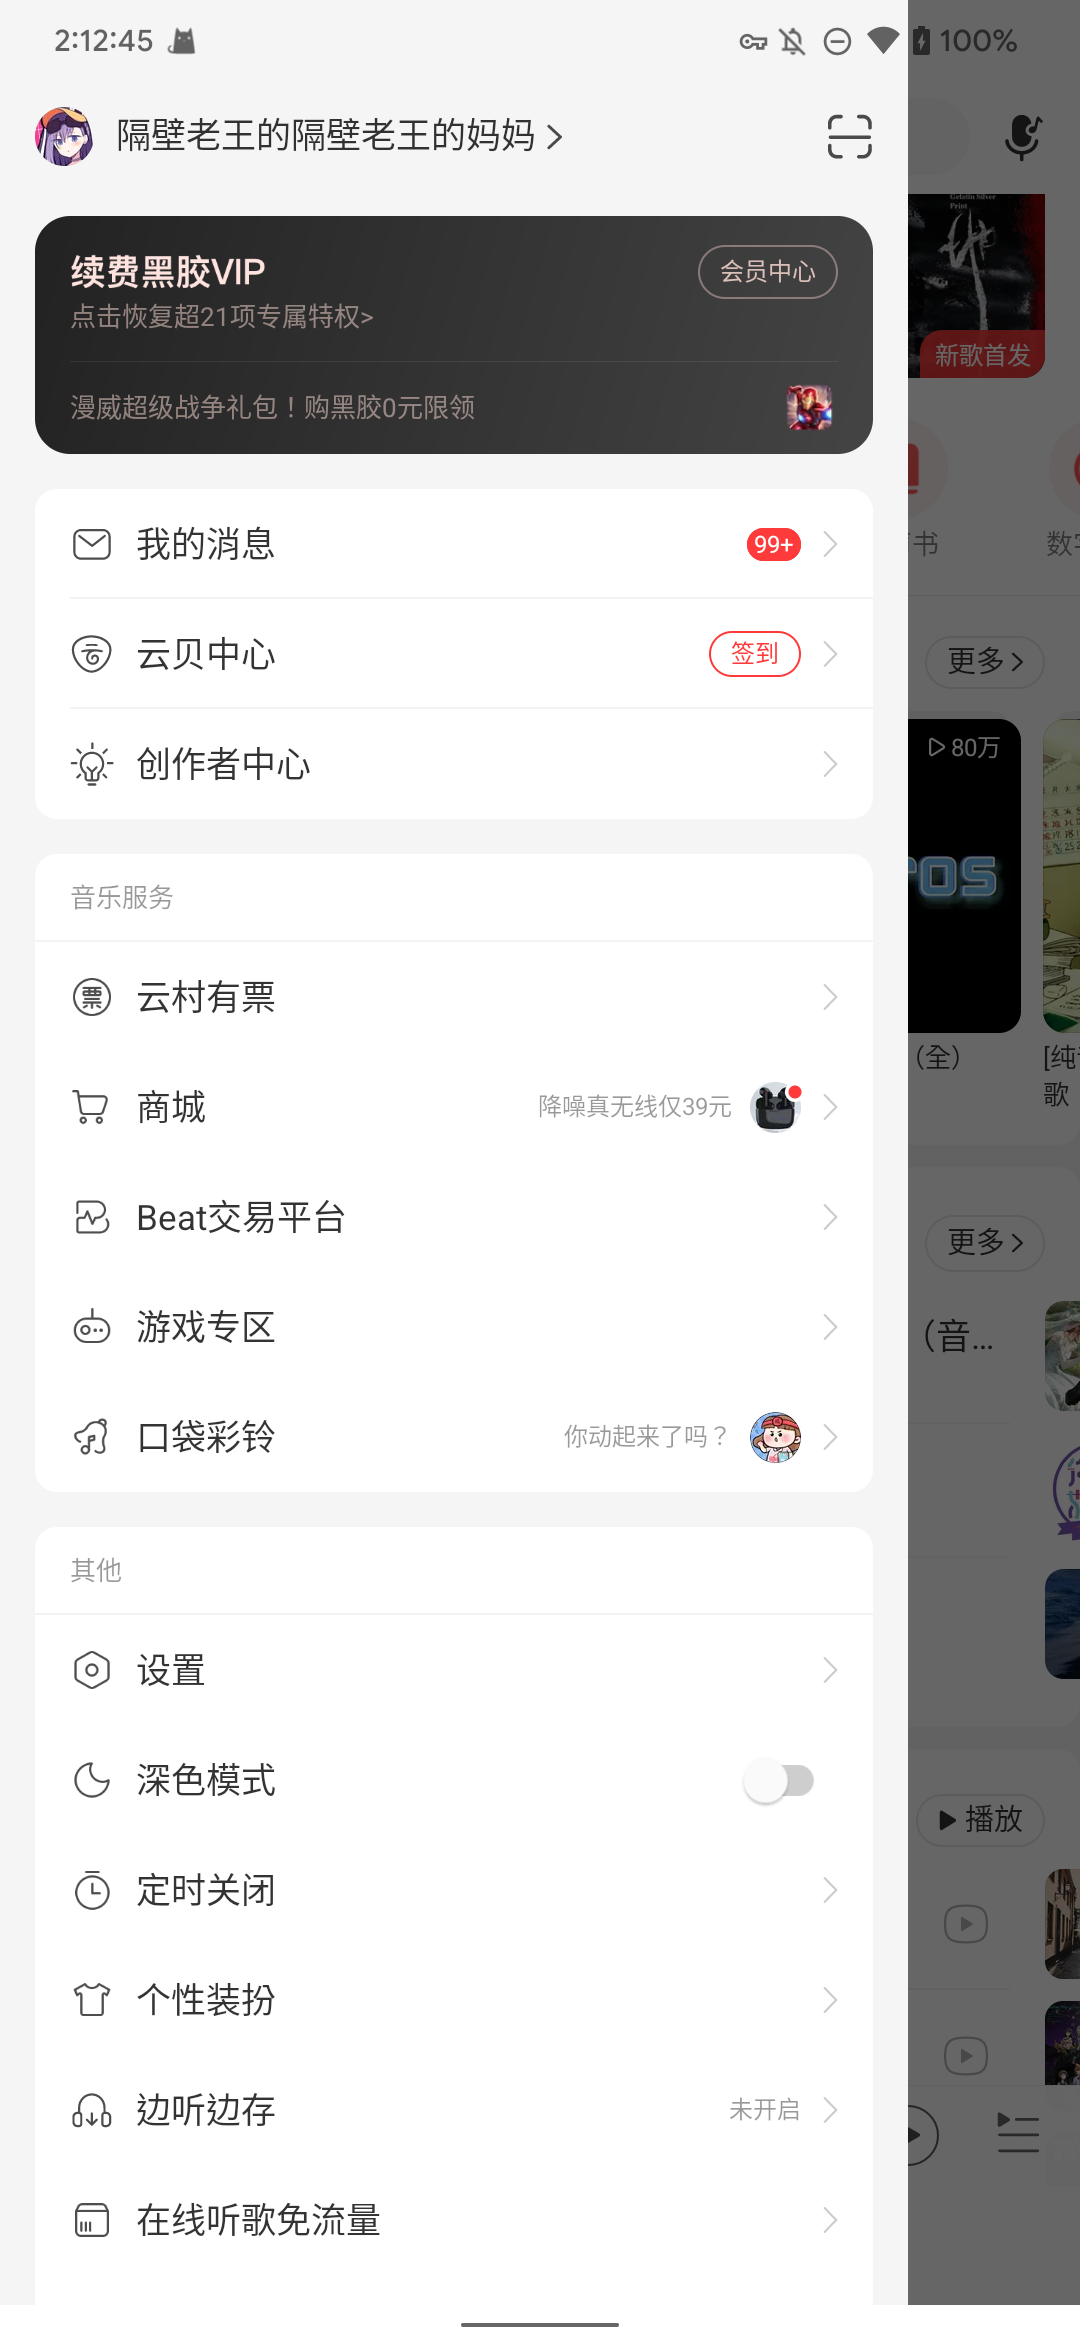 2:12:45
100%
隔壁老王的隔壁老王的妈妈
续费黑胶VIP
会员中心
点击恢复超21项专属特权>
漫威超级战争礼包！购黑胶0元限领
Gelatin Silver
Print
新歌首发
我的消息
99+
书
云贝中心
签到
更多
创作者中心
80万
音乐服务
ros
云村有票
（全）
[纯
歌
商城
降噪真无线仅39元
Beat交易平台
更多
游戏专区
（音...
口袋彩铃
你动起来了吗？
其他
设置
深色模式
播放
定时关闭
个性装扮
边听边存
未开启
在线听歌免流量